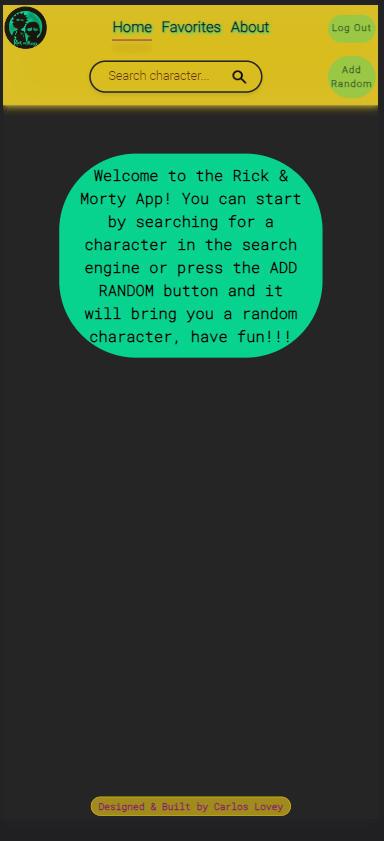 Home Favorites About
Log Out
Search character...
Add
Random
Welcome to the Rick &
Morty App! You can start
by searching for a
character in the search
engine or press the ADD
RANDOM button and it
will bring you a random
character, have fun!!!
Designed & Built by Carlos Lovey